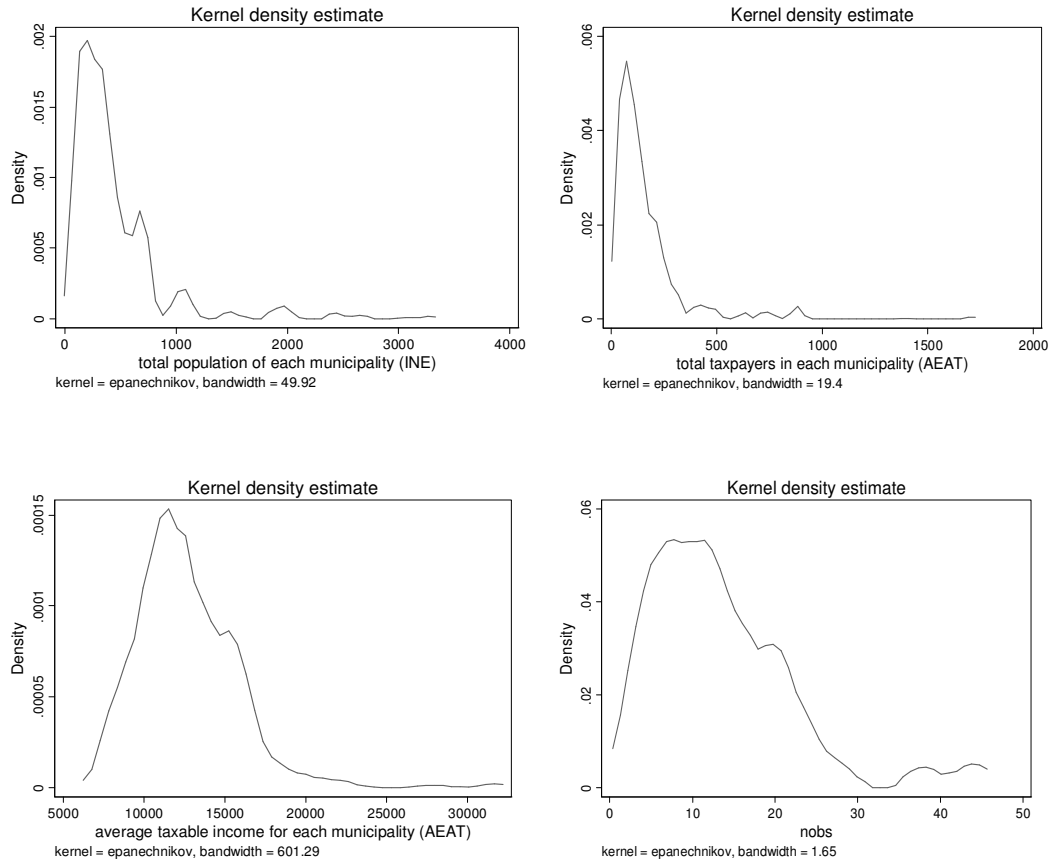 Kernel density estimate
Density
0
.0005
.001
.0015
.002
0 1000 2000 3000 4000
total population of each municipality (INE)
kernel = epanechnikov, bandwidth = 49.92
Kernel density estimate
Density
0
.002
.004
.006
0 500 1000 1500 2000
total taxpayers in each municipality (AEAT)
kernel = epanechnikov, bandwidth = 19.4
Kernel density estimate
Density
0
.00005
.0001
.00015
5000 10000 15000 20000 25000 30000
average taxable income for each municipality (AEAT)
kernel = epanechnikov, bandwidth = 601.29
Kernel density estimate
Density
0
.02
.04
.06
0 10 20 30 40 50
nobs
kernel = epanechnikov, bandwidth = 1.65